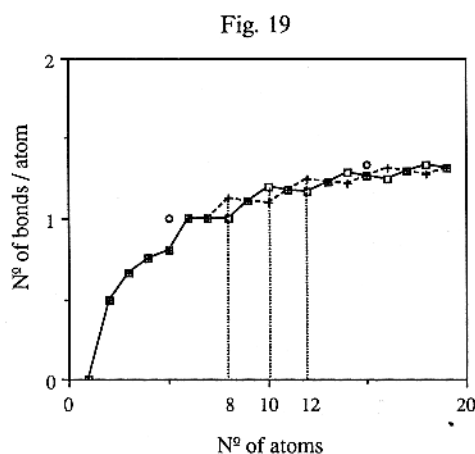 Fig. 19
2
Nº of bonds / atom
1
0
0 8 10 12 20
Nº of atoms